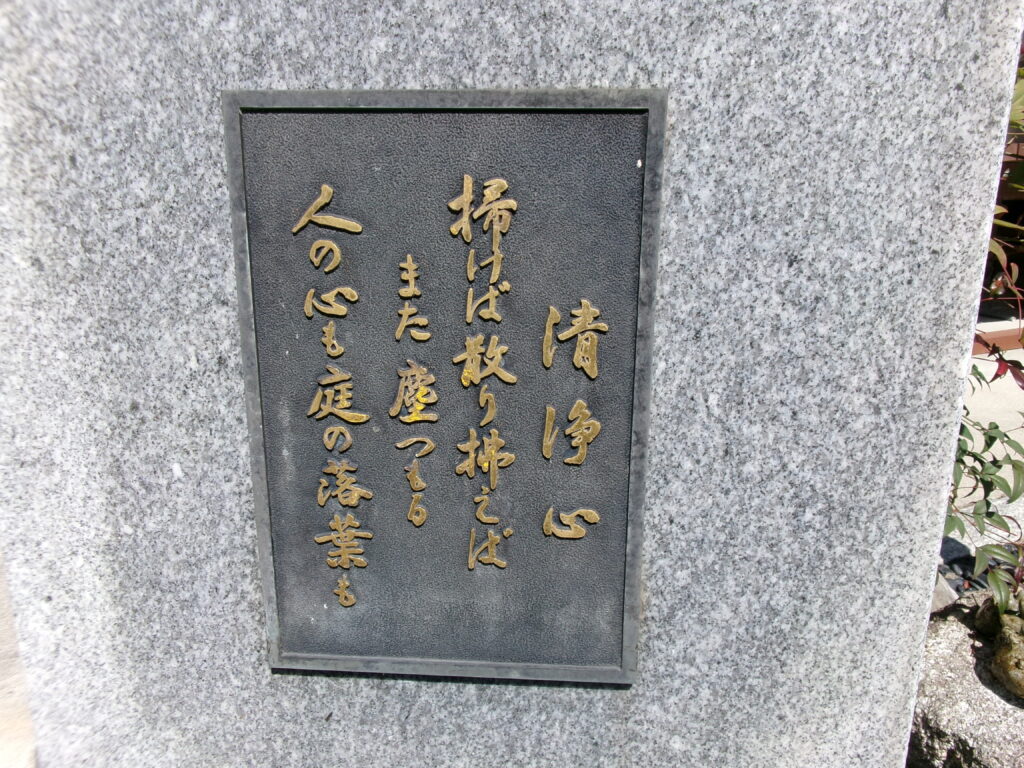 清浄心
掃けば散り拂えば
また塵つもる
人の心も庭の落葉も